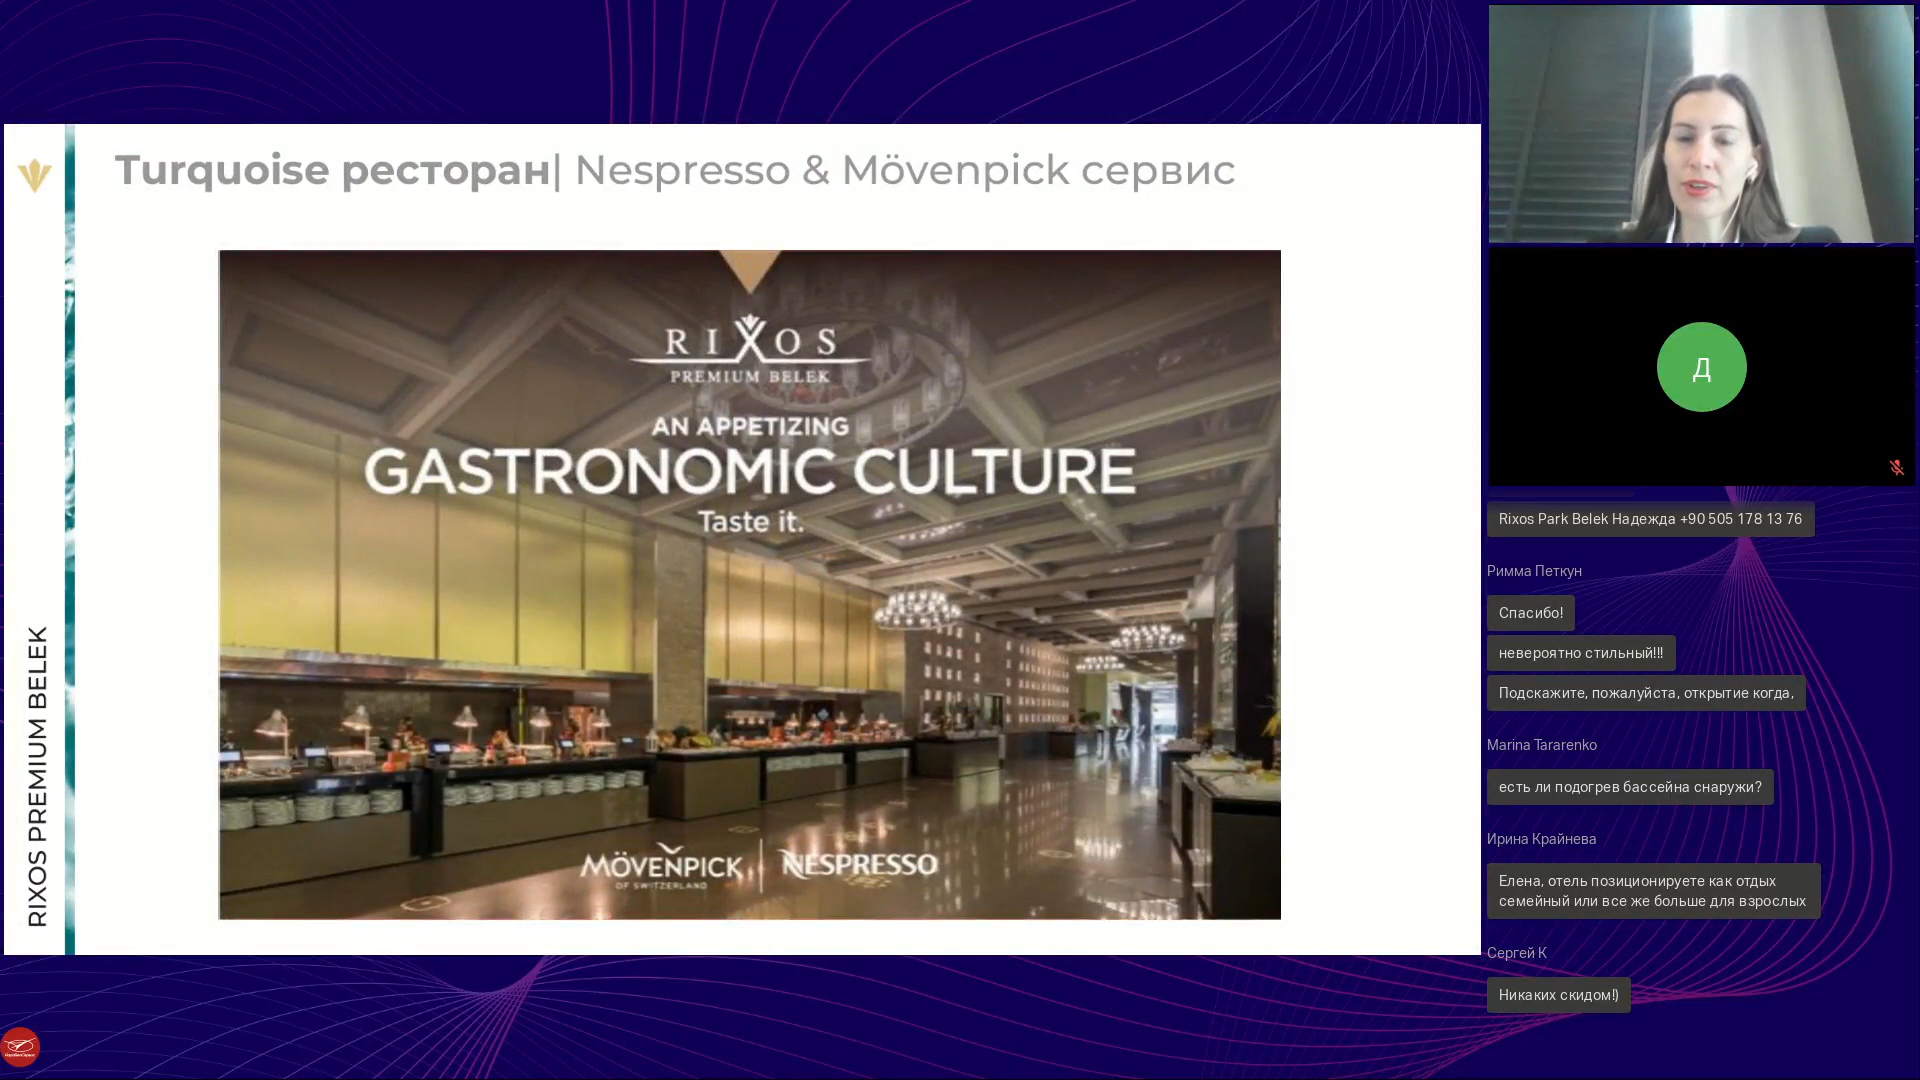 Turquoise ресторан| Nespresso & Mövenpick сервис
RIXOS PREMIUM BELEK
RIXOS
PREMIUM BELEK
AN APPETIZING
GASTRONOMIC CULTURE
Taste it.
MÖVENPICK
OF SWITZERLAND
NESPRESSO
Д
Rixos Park Belek Надежда +90 505 178 13 76
Римма Петкун
Спасибо!
невероятно стильный!!!
Подскажите, пожалуйста, открытие когда,
Marina Tararenko
есть ли подогрев бассейна снаружи?
Ирина Крайнева
Елена, отель позиционируете как отдых
семейный или все же больше для взрослых
Сергей К
Никаких скидом!)